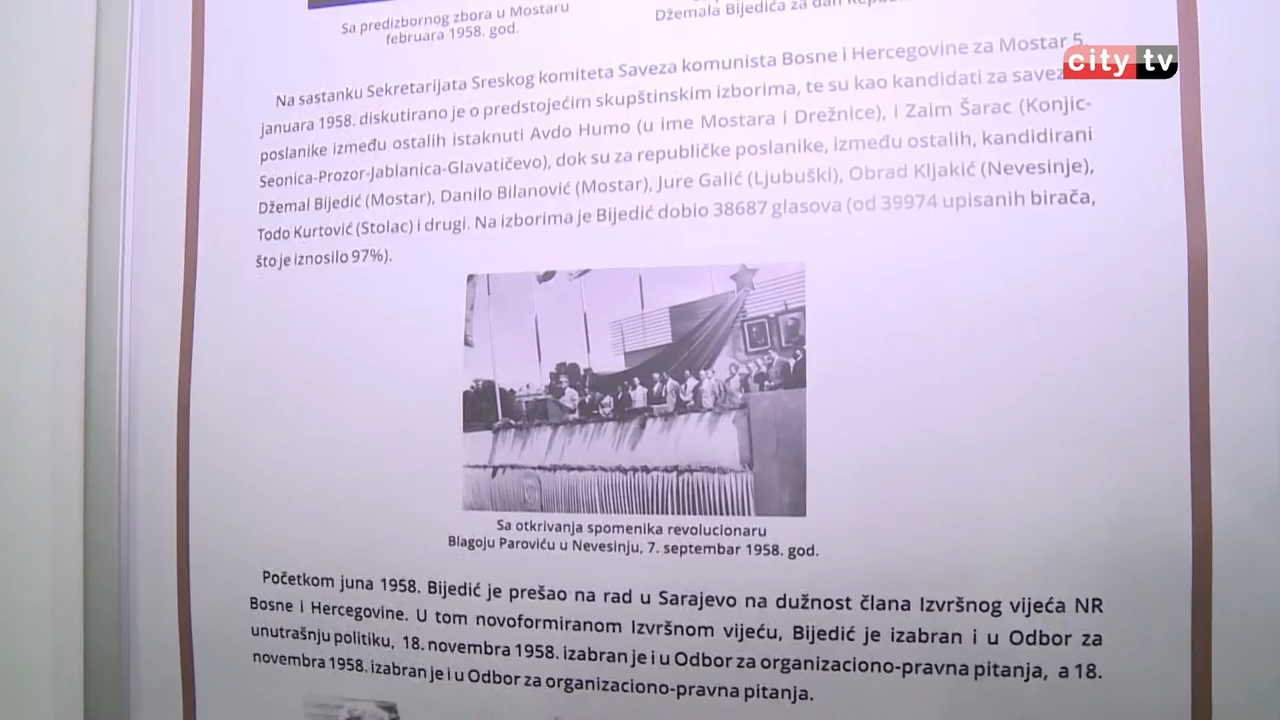 Sa predizbornog zbora u Mostaru
februara 1958. god.
Džemala Bijedića za dan
city tv
Na sastanku Sekretarijata Sreskog komiteta Saveza komunista Bosne i Hercegovine za Mostar 5.
januara 1958. diskutirano je o predstojećim skupštinskim izborima, te su kao kandidati za savez
poslanike između ostalih istaknuti Avdo Humo (u ime Mostara i Drežnice), i Zaim Šarac (Konjic-
Seonica-Prozor-Jablanica-Glavatičevo), dok su za republičke poslanike, između ostalih, kandidirani
Džemal Bijedić (Mostar), Danilo Bilanović (Mostar), Jure Galić (Ljubuški), Obrad Kljakić (Nevesinje),
Todo Kurtović (Stolac) i drugi. Na izborima je Bijedić dobio 38687 glasova (od 39974 upisanih birača,
što je iznosilo 97%).
Sa otkrivanja spomenika revolucionaru
Blagoju Paroviću u Nevesinju, 7. septembar 1958. god.
Početkom juna 1958. Bijedić je prešao na rad u Sarajevo na dužnost člana Izvršnog vijeća NR
Bosne i Hercegovine. U tom novoformiranom Izvršnom vijeću, Bijedić je izabran i u Odbor za
unutrašnju politiku, 18. novembra 1958. izabran je i u Odbor za organizaciono-pravna pitanja, a 18.
novembra 1958. izabran je i u Odbor za organizaciono-pravna pitanja.